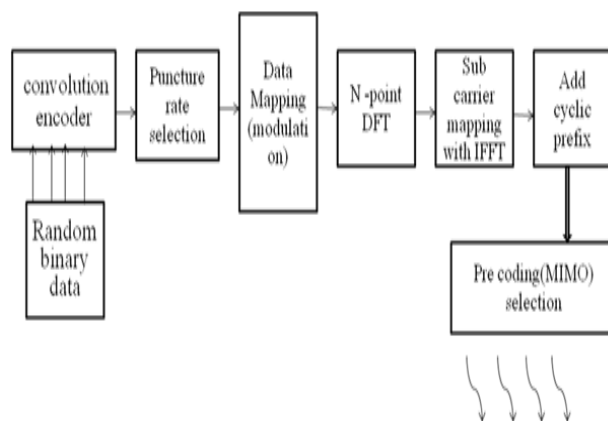 convolution
encoder
Puncture
rate
selection
Data
Mapping
(modulati
on)
N -point
DFT
Sub
carrier
mapping
with IFFT
Add
cyclic
prefix
Random
binary
data
Pre coding(MIMO)
selection